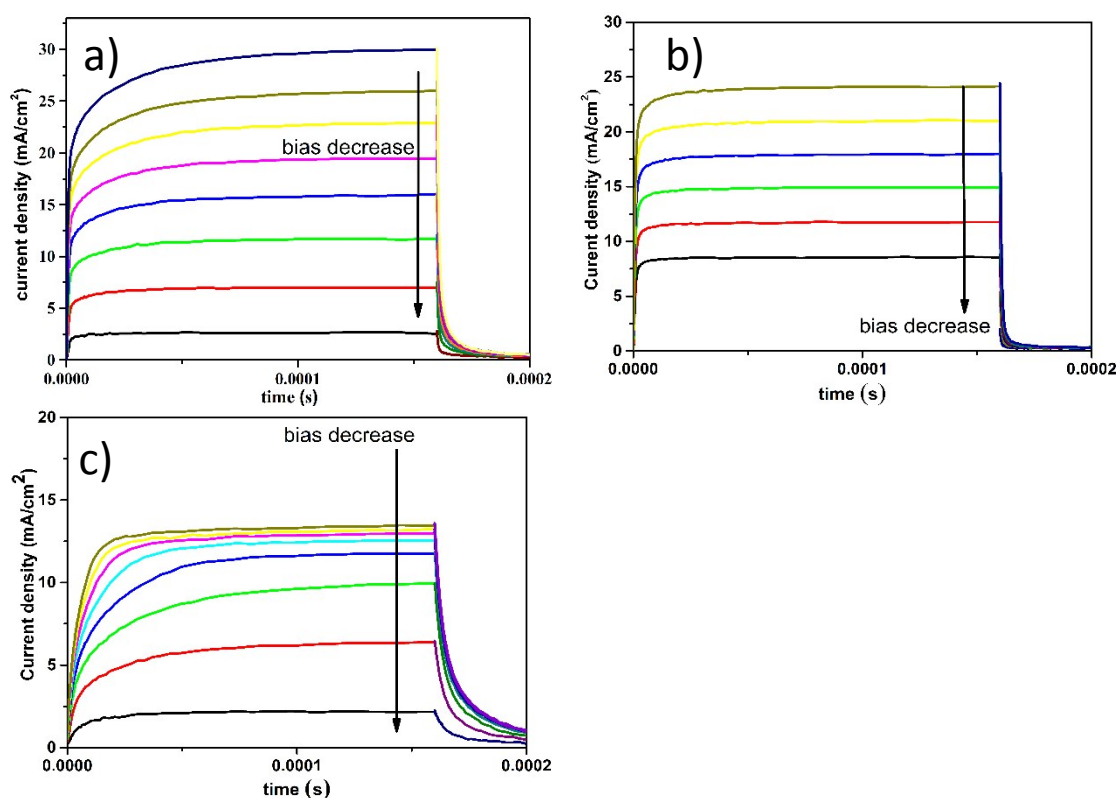 a)
30
25
20
15
10
5
0
current density (mA/cm²)
bias decrease
0.0000
0.0001
0.0002
time (s)
b)
30
25
20
15
10
5
0
Curent density (mA/cm²)
bias decrease
0.0000
0.0001
0.0002
time (s)
c)
20
15
10
5
0
Current density (mA/cm²)
bias decrease
0.0000
0.0001
0.0002
time (s)